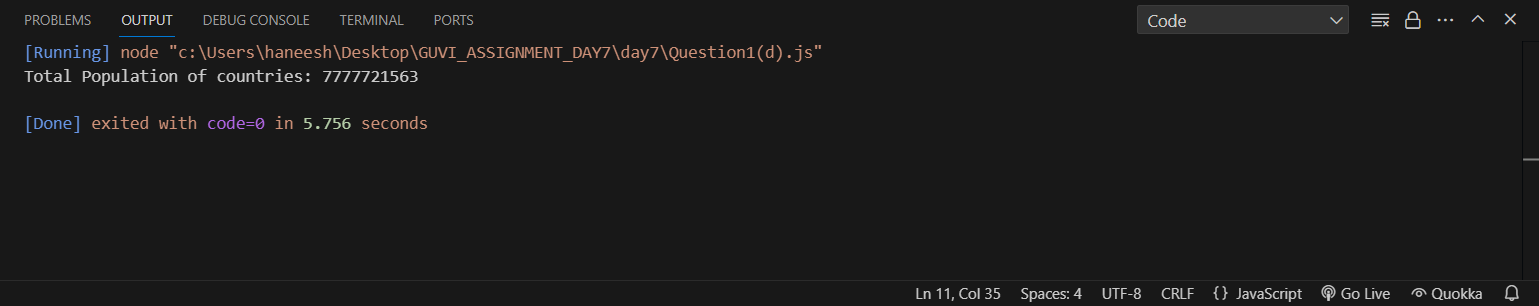 PROBLEMS OUTPUT DEBUG CONSOLE TERMINAL PORTS Code
[Running] node "c:\Users\haneesh\Desktop\GUVI_ASSIGNMENT_DAY7\day7\Question1(d).js"
Total Population of countries: 7777721563
[Done] exited with code=0 in 5.756 seconds
Ln 11, Col 35 Spaces: 4 UTF-8 CRLF {} JavaScript Go Live Quokka